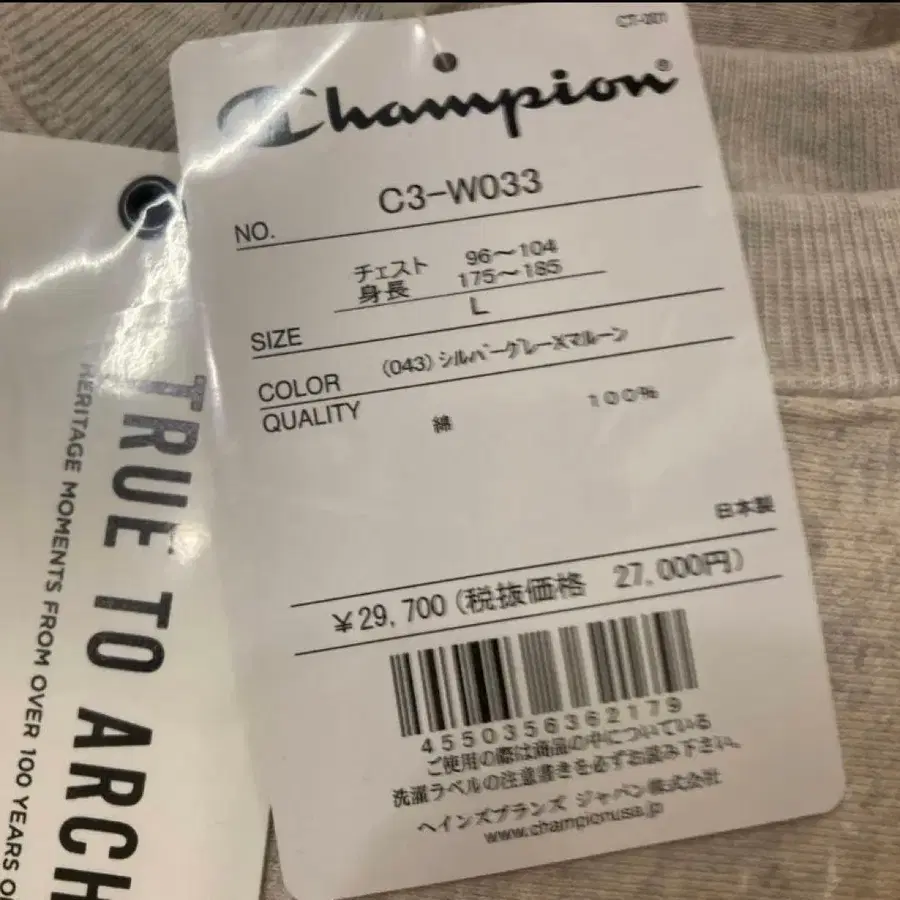 CT-001
Champion®
NO. C3-W033
チェスト 96〜104
身長 175〜185
SIZE L
COLOR (043) シルバーグレー×マルーン
QUALITY 綿 100%
日本製
¥29,700 (税抜価格 27,000円)
4550356362179
ご使用の際は商品の中についている
洗濯ラベルの注意書きを必ずお読み下さい。
ヘインズブランズ ジャパン株式会社
www.championusa.jp
TRUE TO ARCH
HERITAGE MOMENTS FROM OVER 100 YEARS O